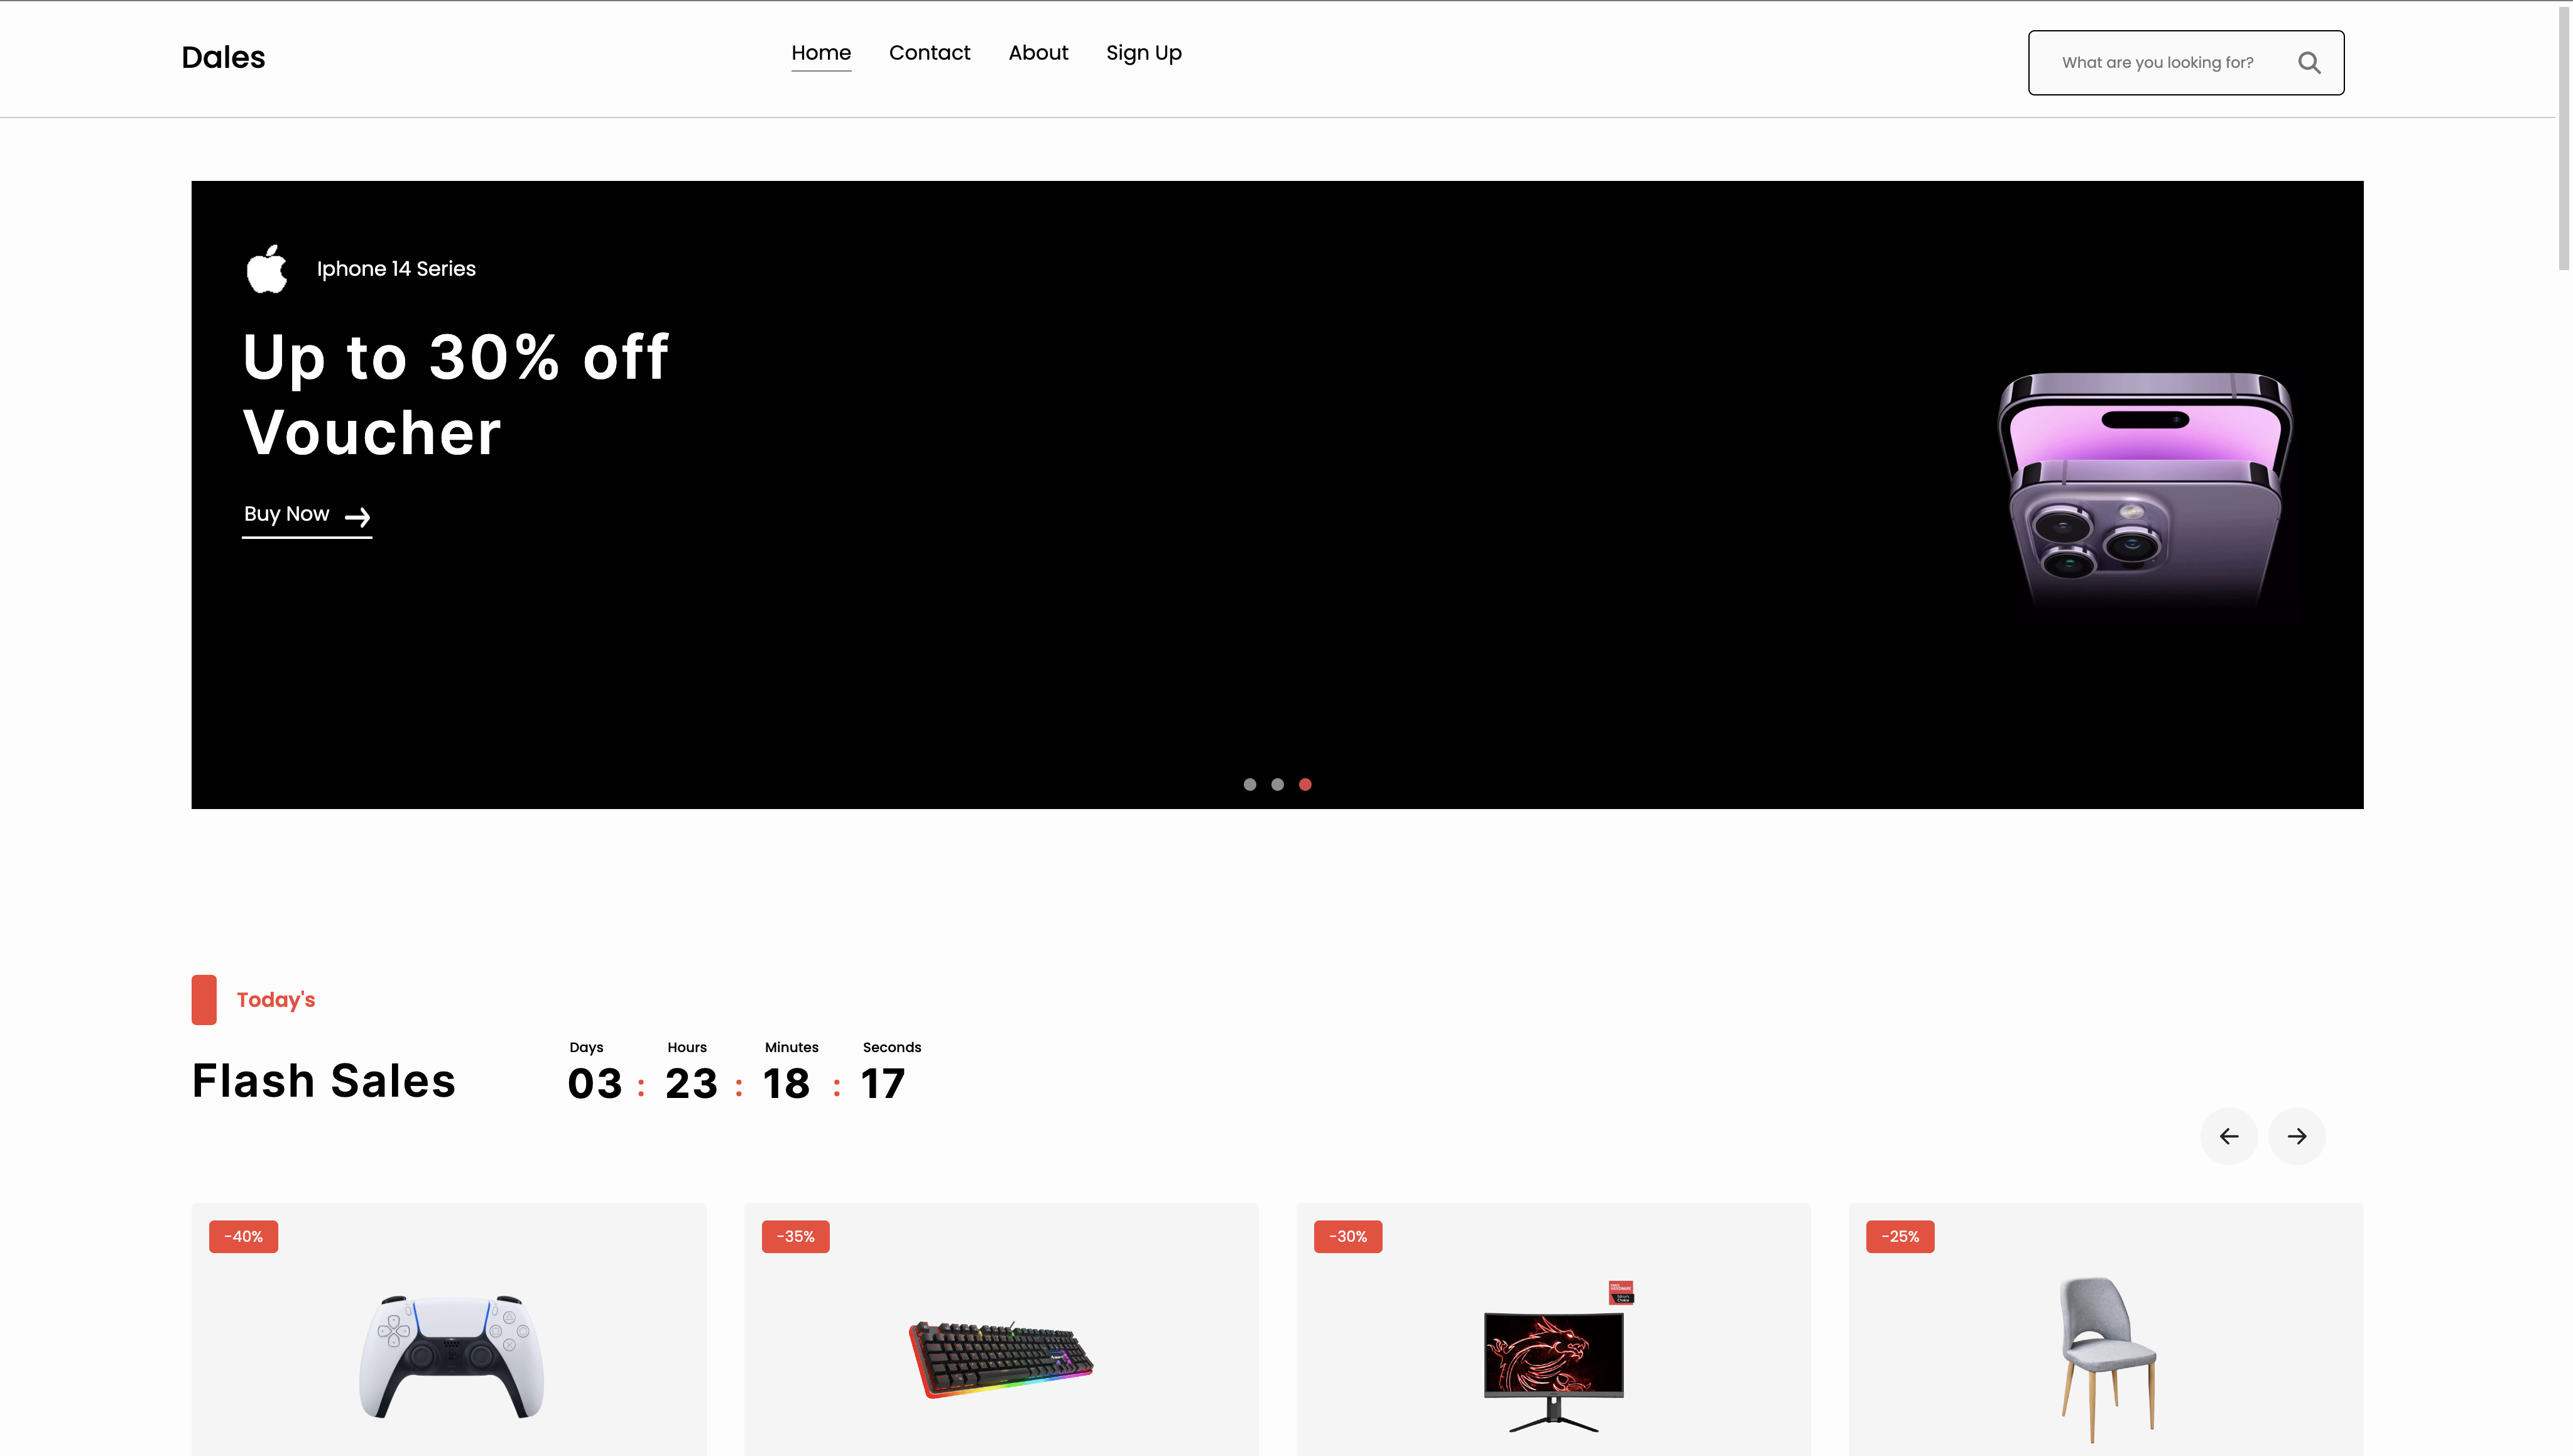 Dales
Home Contact About Sign Up
What are you looking for?
Iphone 14 Series
Up to 30% off
Voucher
Buy Now
Today's
Days Hours Minutes Seconds
Flash Sales 03 : 23 : 18 : 17
-40% -35% -30% -25%